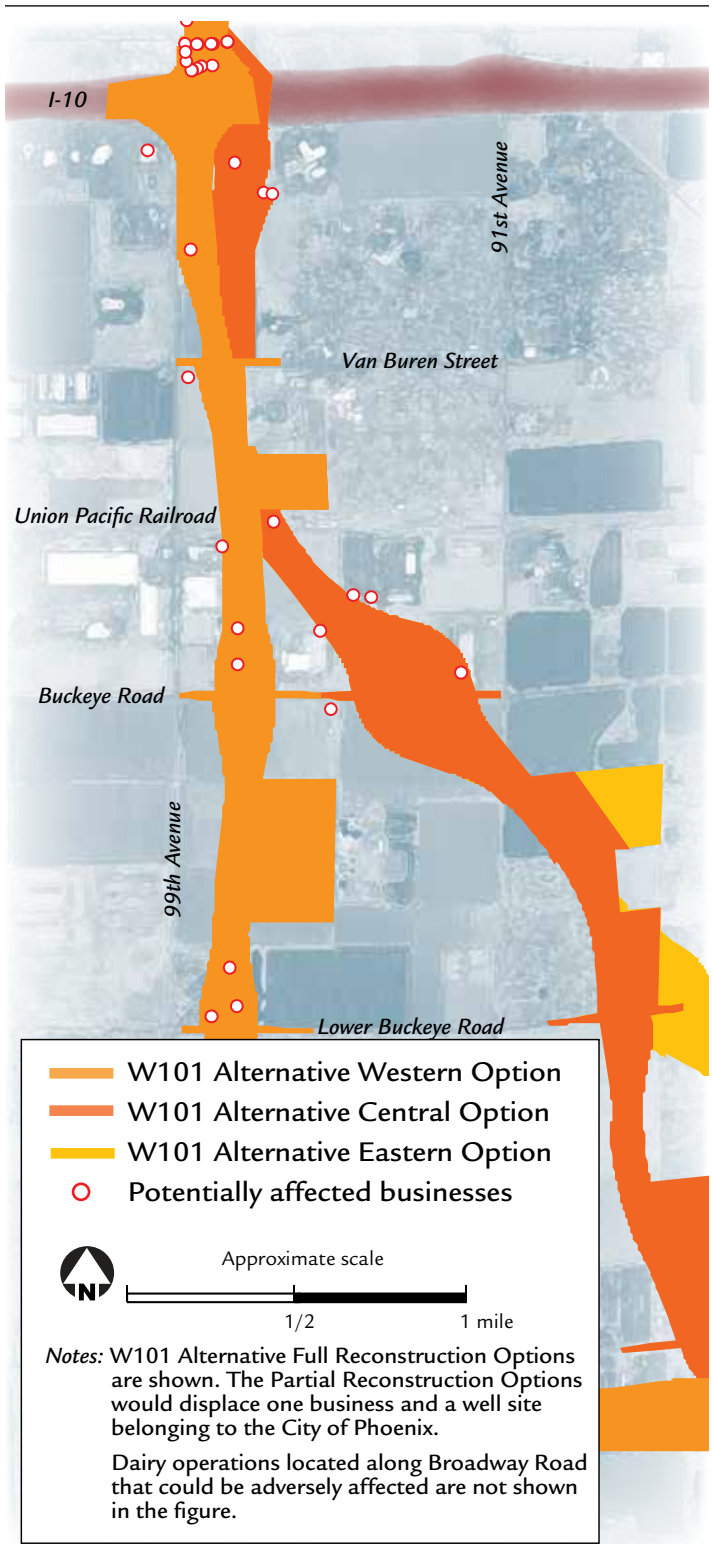 I-10
91st Avenue
Van Buren Street
Union Pacific Railroad
Buckeye Road
99th Avenue
Lower Buckeye Road
W101 Alternative Western Option
W101 Alternative Central Option
W101 Alternative Eastern Option
Potentially affected businesses
N
Approximate scale
1/2
1 mile
Notes: W101 Alternative Full Reconstruction Options
are shown. The Partial Reconstruction Options
would displace one business and a well site
belonging to the City of Phoenix.
Dairy operations located along Broadway Road
that could be adversely affected are not shown
in the figure.